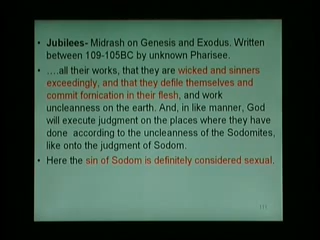 • Jubilees- Midrash on Genesis and Exodus. Written
between 109-105BC by unknown Pharisee.
• ….all their works, that they are wicked and sinners
exceedingly, and that they defile themselves and
commit fornication in their flesh, and work
uncleanness on the earth. And, in like manner, God
will execute judgment on the places where they have
done according to the uncleanness of the Sodomites,
like onto the judgment of Sodom.
• Here the sin of Sodom is definitely considered sexual.